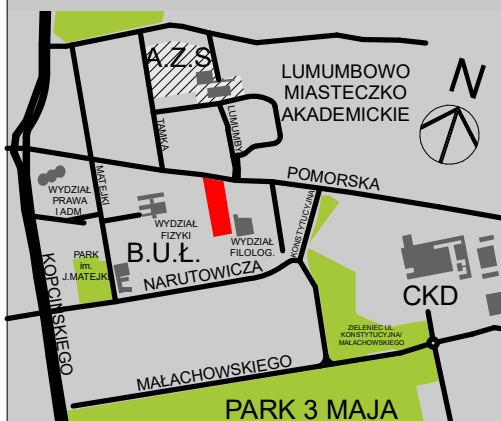 A.Z.S
LUMUMBOWO
MIASTECZKO
AKADEMICKIE
N
TAMKA
LUMUMBY
POMORSKA
WYDZIAŁ
PRAWA
I ADM.
MATEJKI
WYDZIAŁ
FIZYKI
WYDZIAŁ
FILOLOG.
KONSTYTUCYJNA
B.U.Ł.
PARK
im.
J.MATEJKI
NARUTOWICZA
KOPCIŃSKIEGO
CKD
ZIELENIEC UL.
KONSTYTUCYJNA/
MAŁACHOWSKIEGO
MAŁACHOWSKIEGO
PARK 3 MAJA